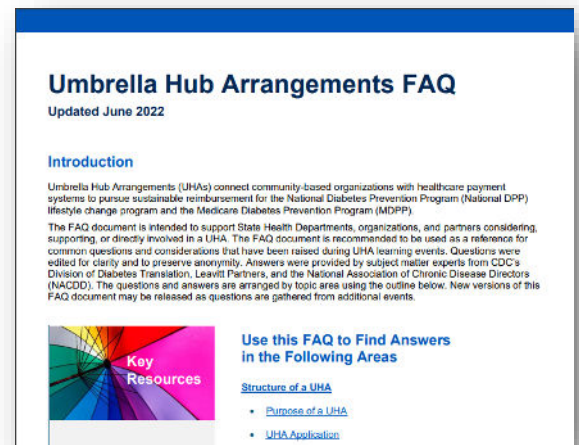 Umbrella Hub Arrangements FAQ
Updated June 2022
Introduction
Umbrella Hub Arrangements (UHAs) connect community-based organizations with healthcare payment
systems to pursue sustainable reimbursement for the National Diabetes Prevention Program (National DPP)
lifestyle change program and the Medicare Diabetes Prevention Program (MDPP).
The FAQ document is intended to support State Health Departments, organizations, and partners considering,
supporting, or directly involved in a UHA. The FAQ document is recommended to be used as a reference for
common questions and considerations that have been raised during UHA learning events. Questions were
edited for clarity and to preserve anonymity. Answers were provided by subject matter experts from CDC's
Division of Diabetes Translation, Leavitt Partners, and the National Association of Chronic Disease Directors
(NACDD). The questions and answers are arranged by topic area using the outline below. New versions of this
FAQ document may be released as questions are gathered from additional events.
Key
Resources
Use this FAQ to Find Answers
in the Following Areas
Structure of a UHA
• Purpose of a UHA
• UHA Application